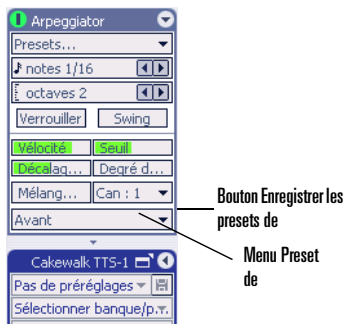 Arpeggiator
Presets...
notes 1/16
octaves 2
Verrouiller Swing
Vélocité Seuil
Décalaq... Degré d...
Mélang... Can : 1
Avant
Bouton Enregistrer les
presets de
Menu Preset
de
Cakewalk TTS-1
Pas de préréglages
Sélectionner banque/p...